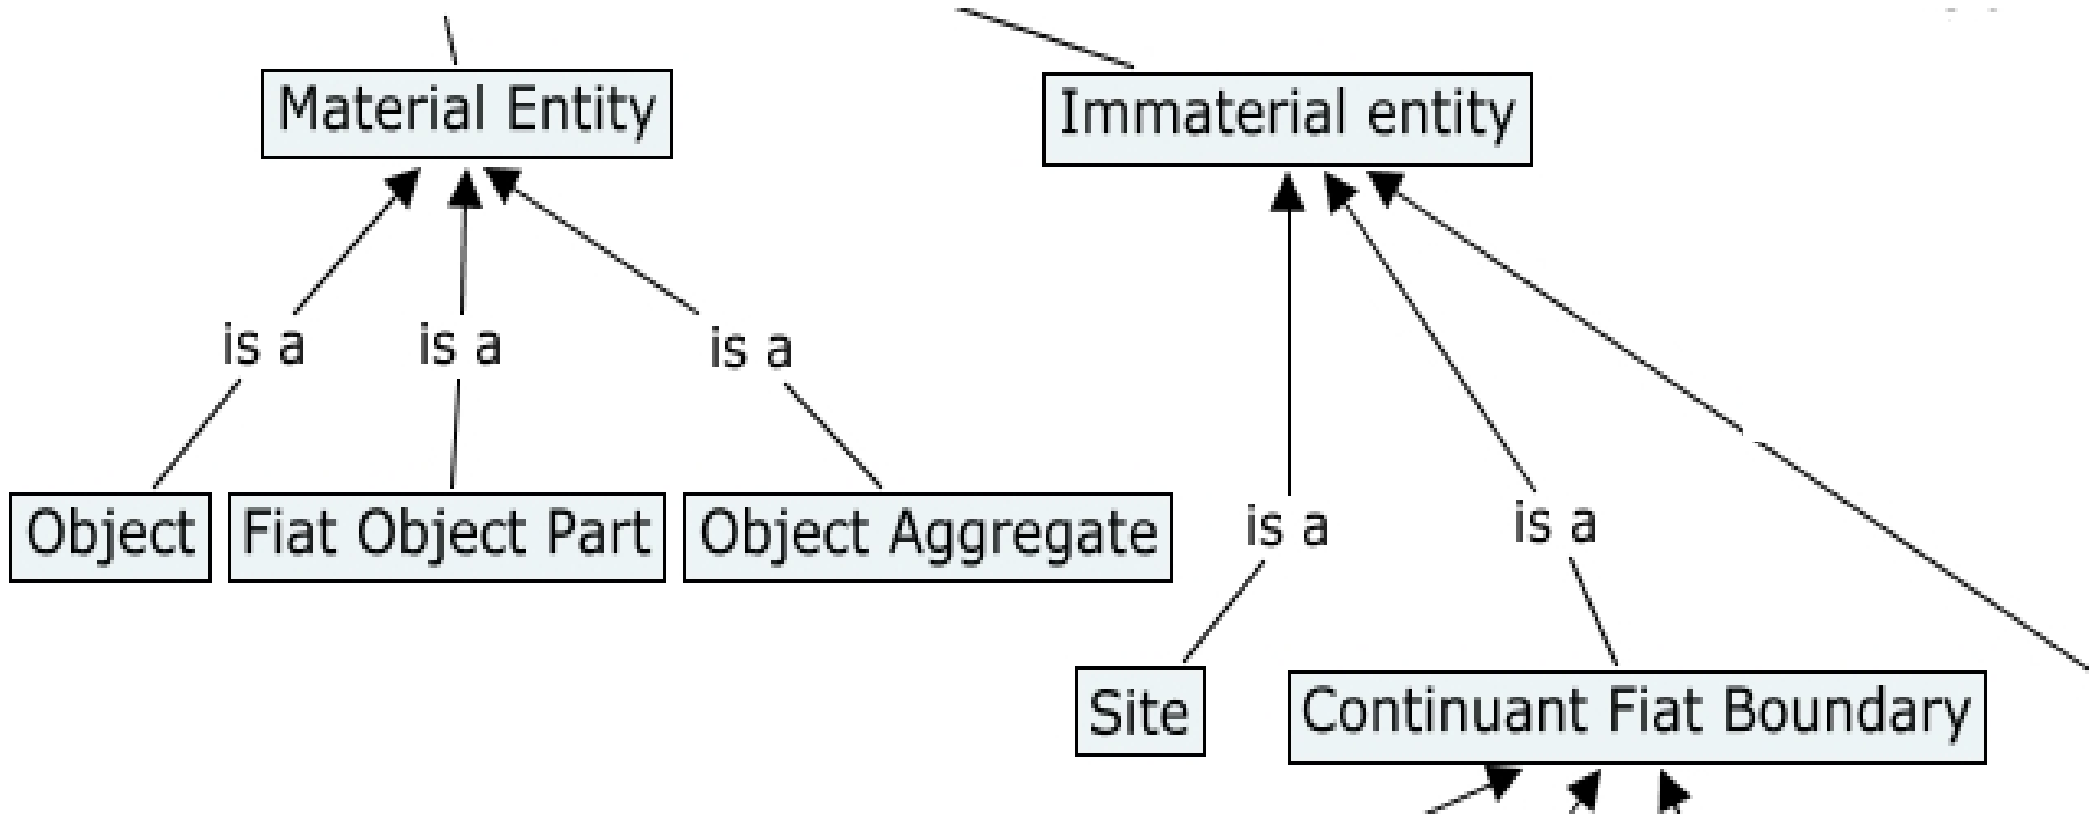 Material Entity
Immaterial entity
is a
is a
is a
Object
Fiat Object Part
Object Aggregate
is a
is a
Site
Continuant Fiat Boundary